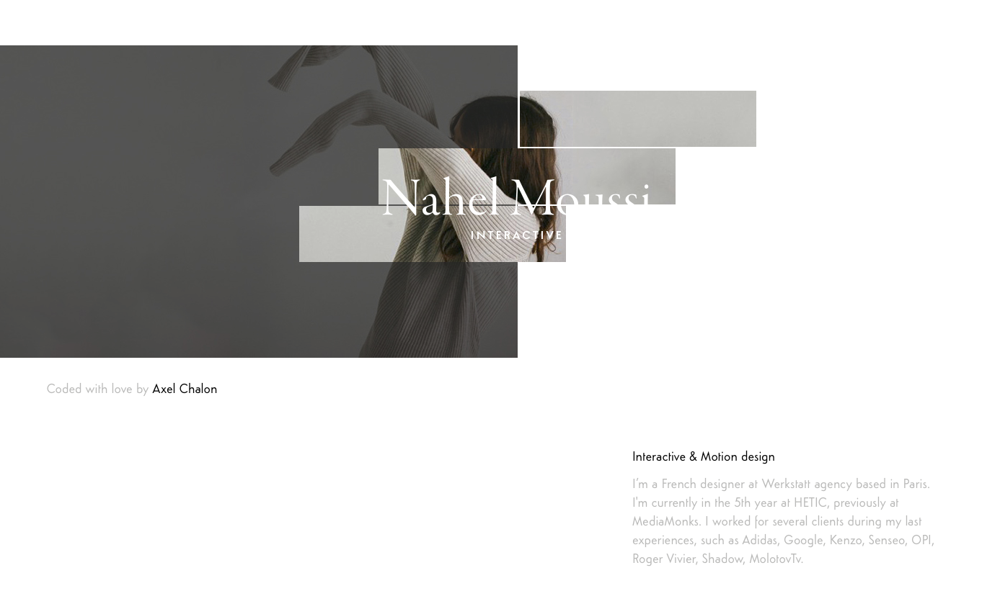 Nahel Moussi
INTERACTIVE
Coded with love by Axel Chalon
Interactive & Motion design
I’m a French designer at Werkstatt agency based in Paris.
I'm currently in the 5th year at HETIC, previously at
MediaMonks. I worked for several clients during my last
experiences, such as Adidas, Google, Kenzo, Senseo, OPI,
Roger Vivier, Shadow, MolotovTv.